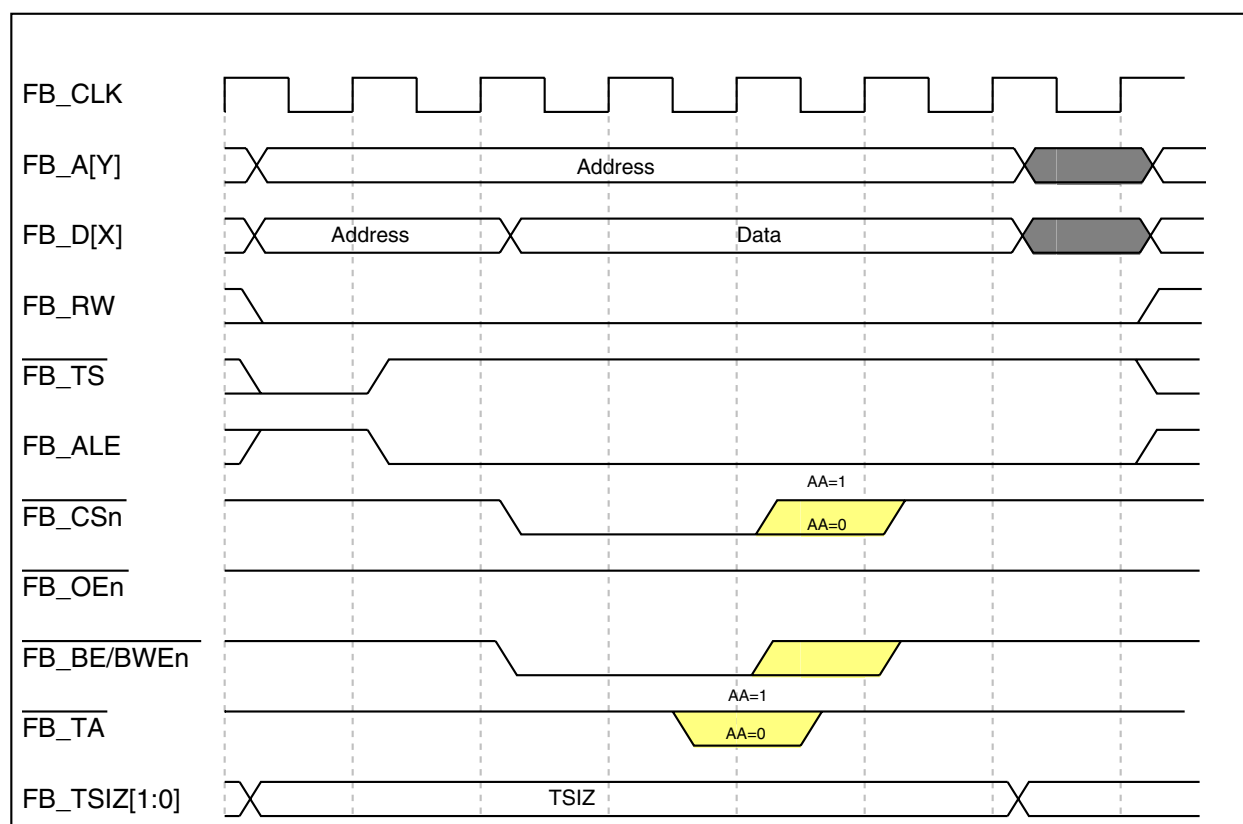 FB_CLK
FB_A[Y]
Address
FB_D[X]
Address
Data
FB_RW
FB_TS
FB_ALE
AA=1
FB_CSn
AA=0
FB_OEn
FB_BE/BWEn
AA=1
FB_TA
AA=0
FB_TSIZ[1:0]
TSIZ